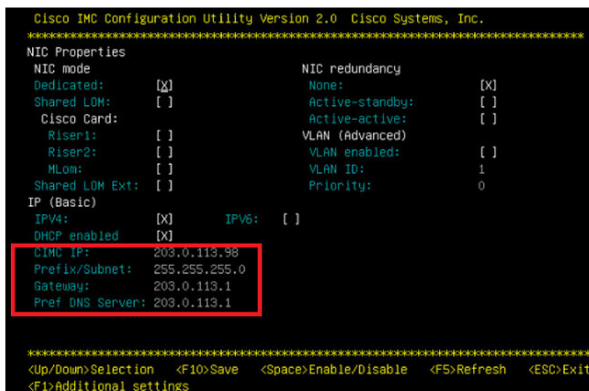 Cisco IMC Configuration Utility Version 2.0 Cisco Systems, Inc.
********************************************************************************
NIC Properties
NIC mode NIC redundancy
Dedicated: [X] None: [X]
Shared LOM: [ ] Active-standby: [ ]
Cisco Card: Active-active: [ ]
Riser1: [ ] VLAN (Advanced)
Riser2: [ ] VLAN enabled: [ ]
MLom: [ ] VLAN ID: 1
Shared LOM Ext: [ ] Priority: 0
IP (Basic)
IPV4: [X] IPV6: [ ]
DHCP enabled [X]
CIMC IP: 203.0.113.98
Prefix/Subnet: 255.255.255.0
Gateway: 203.0.113.1
Pref DNS Server: 203.0.113.1
********************************************************************************
<Up/Down>Selection <F10>Save <Space>Enable/Disable <F5>Refresh <ESC>Exit
<F1>Additional settings